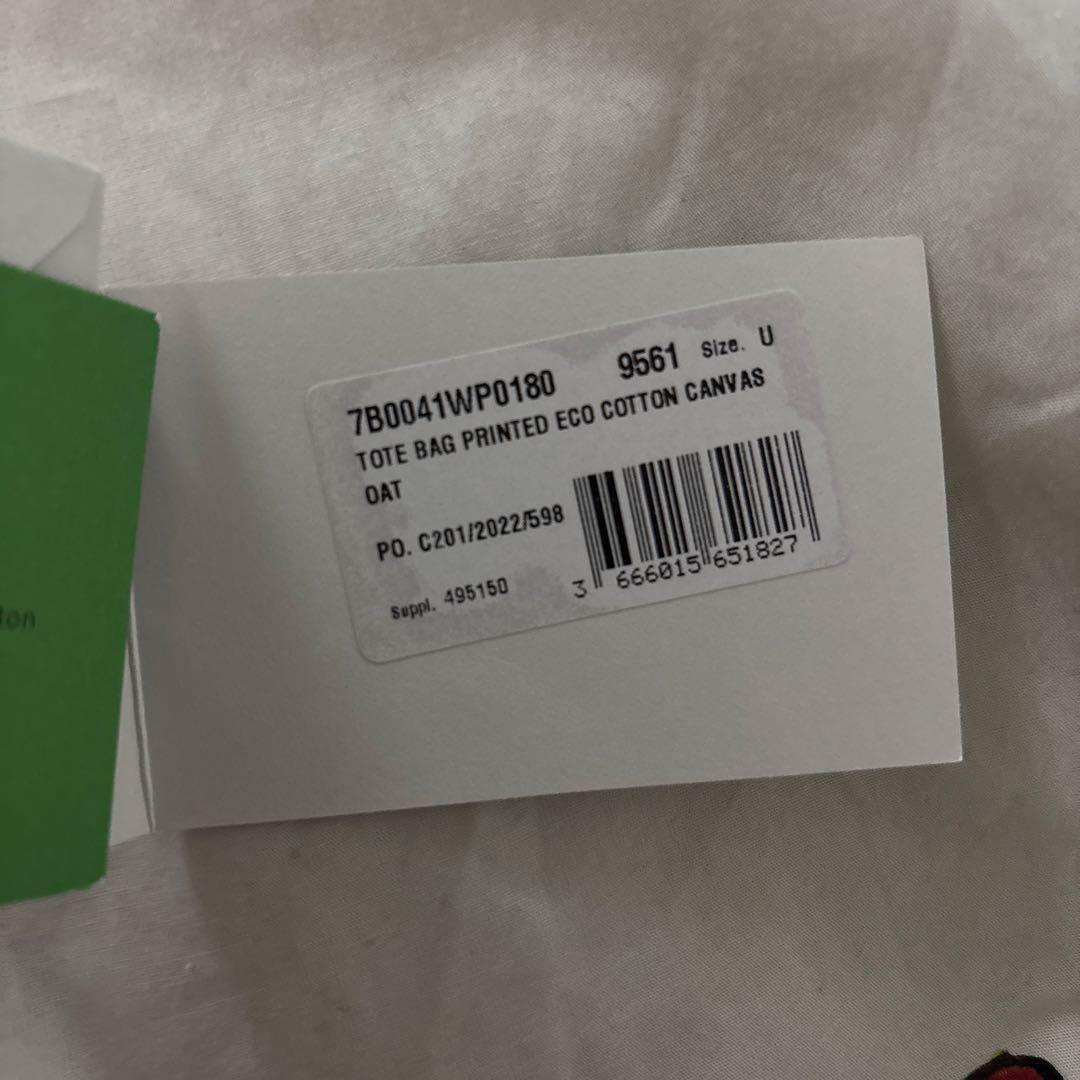 7B0041WP0180 9561 Size. U
TOTE BAG PRINTED ECO COTTON CANVAS
OAT
PO. C201/2022/598
Suppl. 495150
3 666015 651827